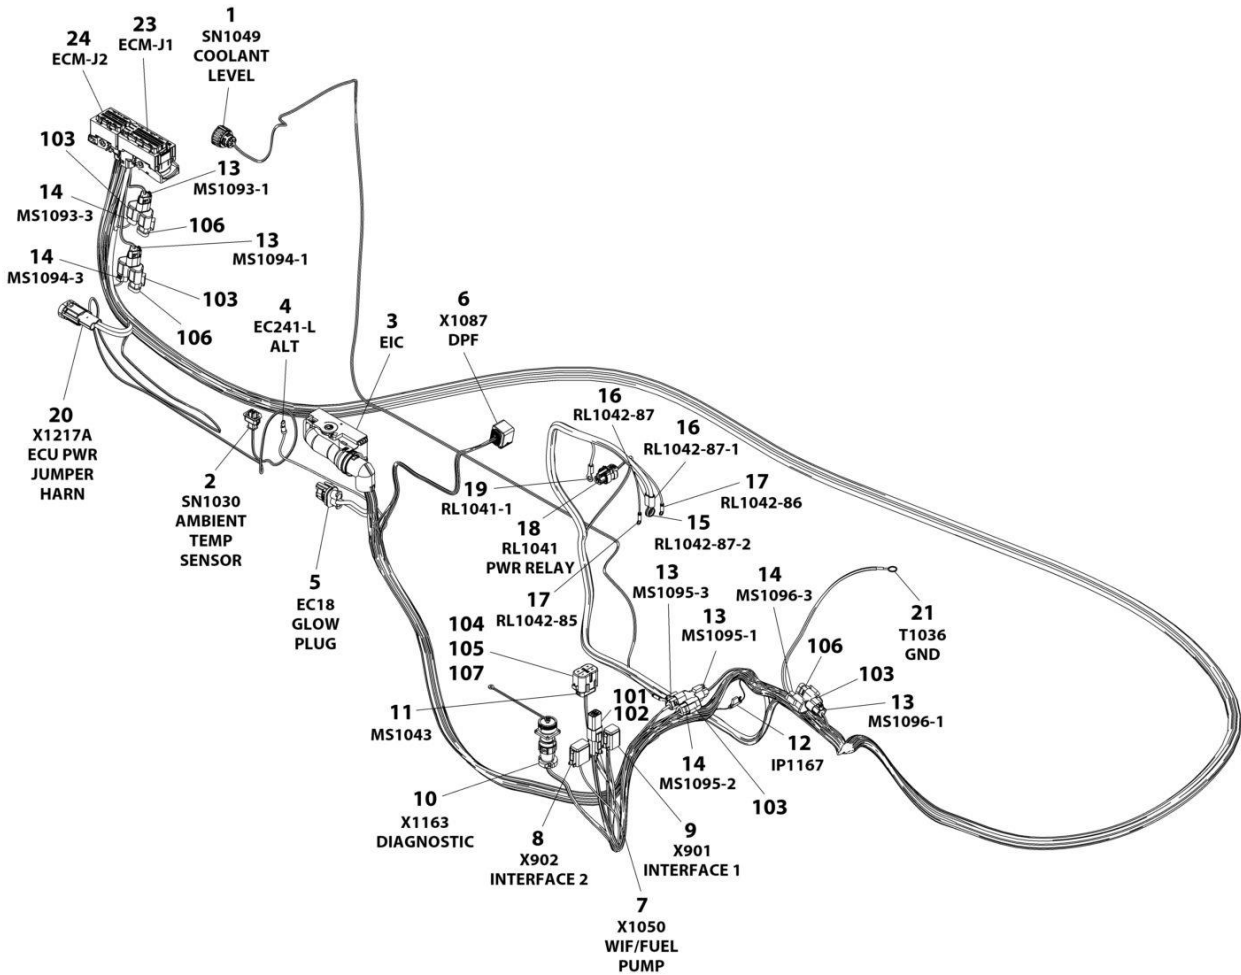 1
SN1049
COOLANT
LEVEL
23
ECM-J1
24
ECM-J2
103
13
MS1093-1
14
MS1093-3
106
13
MS1094-1
14
MS1094-3
103
106
4
EC241-L
ALT
3
EIC
6
X1087
DPF
20
X1217A
ECU PWR
JUMPER
HARN
2
SN1030
AMBIENT
TEMP
SENSOR
5
EC18
GLOW
PLUG
16
RL1042-87
16
RL1042-87-1
17
RL1042-86
19
RL1041-1
18
RL1041
PWR RELAY
15
RL1042-87-2
17
RL1042-85
13
MS1095-3
13
MS1095-1
14
MS1096-3
21
T1036
GND
106
103
13
MS1096-1
104
105
107
11
MS1043
101
102
12
IP1167
14
MS1095-2
103
10
X1163
DIAGNOSTIC
8
X902
INTERFACE 2
9
X901
INTERFACE 1
7
X1050
WIF/FUEL
PUMP